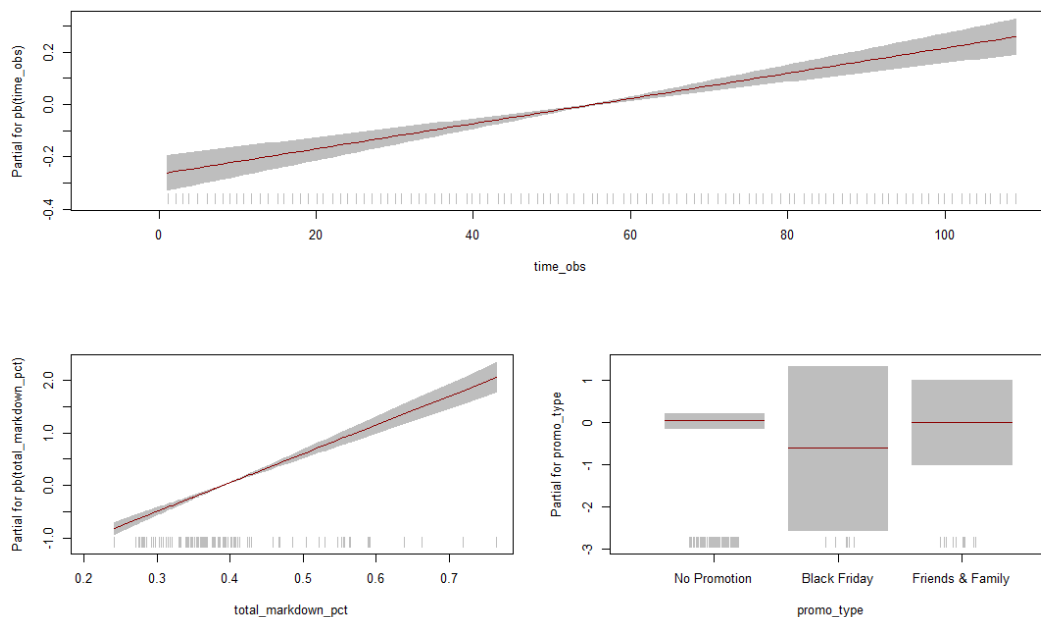 Partial for pb(time_obs)
0.2
0.0
-0.2
-0.4
0 20 40 60 80 100
time_obs
Partial for pb(total_markdown_pct)
2.0
1.0
0.0
-1.0
0.2 0.3 0.4 0.5 0.6 0.7
total_markdown_pct
Partial for promo_type
1
0
-1
-2
-3
No Promotion Black Friday Friends & Family
promo_type